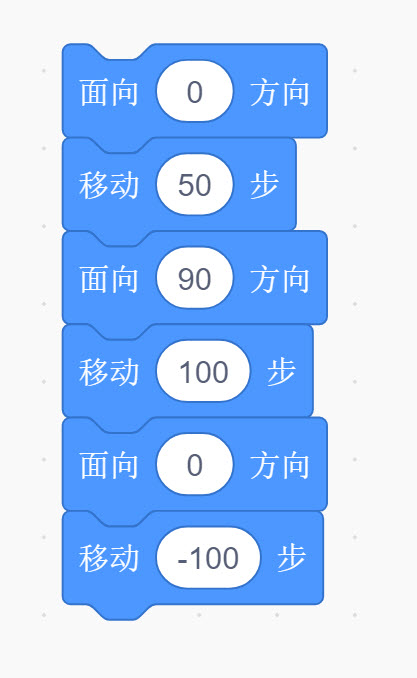 面向 0 方向
移动 50 步
面向 90 方向
移动 100 步
面向 0 方向
移动 -100 步